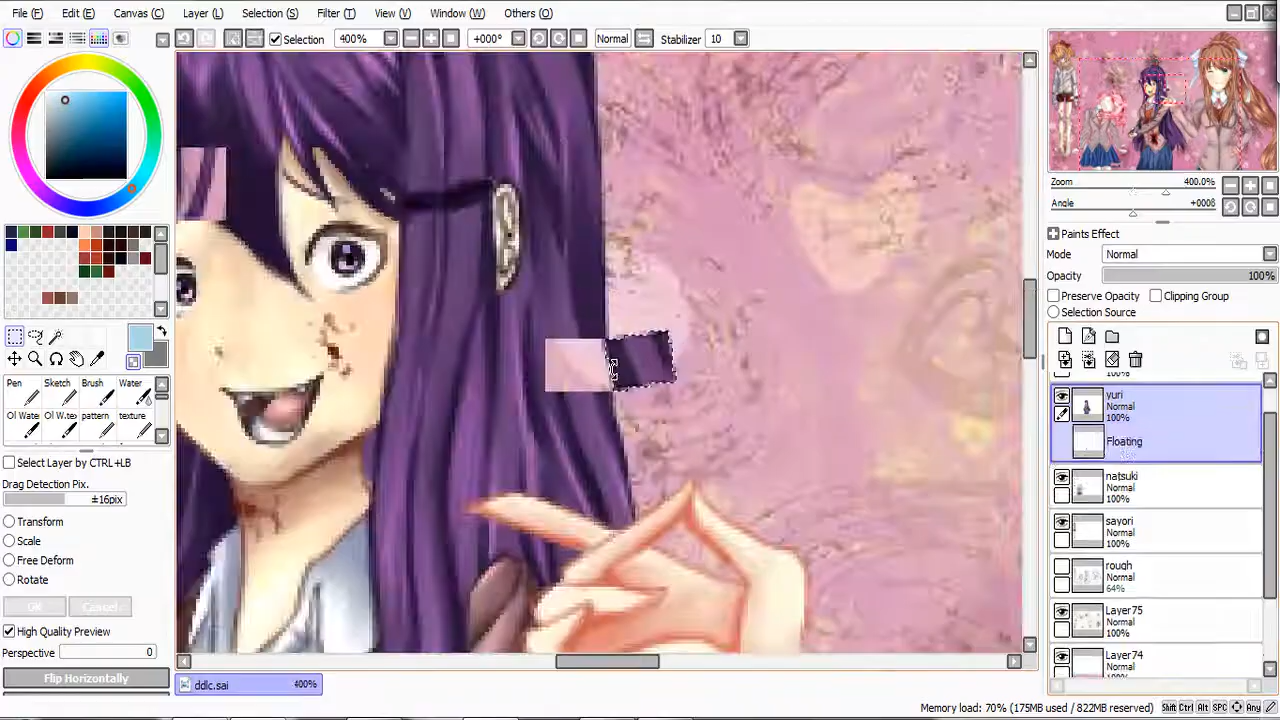 File (F) Edit (E) Canvas (C) Layer (L) Selection (S) Filter (T) View (V) Window (W) Others (O)
Selection 400% +000° Normal Stabilizer 10
Zoom 400.0%
Angle +0008
Paints Effect
Mode Normal
Opacity 100%
Preserve Opacity Clipping Group
Selection Source
Pen Sketch Brush Water
pattern texture
Select Layer by CTRL+LB
Drag Detection Pix.
±16pix
Transform
Scale
Free Deform
Rotate
OK Cancel
High Quality Preview
Perspective 0
Flip Horizontally
100%
yuri
Normal
100%
Floating
natsuki
Normal
100%
sayori
Normal
100%
rough
Normal
64%
Layer75
Normal
100%
Layer74
Normal
ddlc.sai 400%
Memory load: 70% (175MB used / 822MB reserved) Shift Ctrl Alt SPC Any